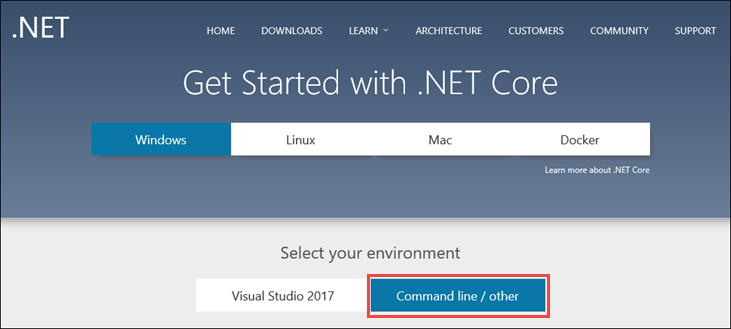 .NET
HOME DOWNLOADS LEARN ARCHITECTURE CUSTOMERS COMMUNITY SUPPORT
Get Started with .NET Core
Windows Linux Mac Docker
Learn more about .NET Core
Select your environment
Visual Studio 2017 Command line / other